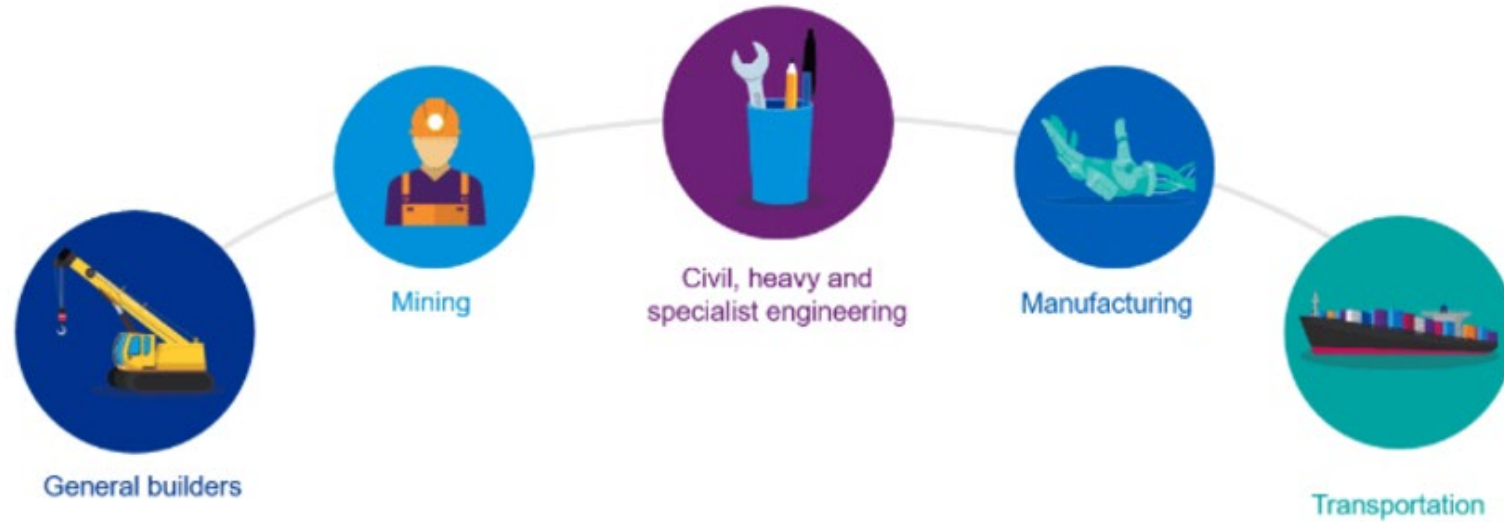 General builders
Mining
Civil, heavy and
specialist engineering
Manufacturing
Transportation